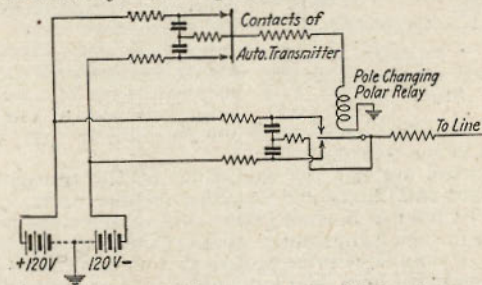 Contacts of
Auto. Transmitter
Pole Changing
Polar Relay
To Line
+120V
120V-